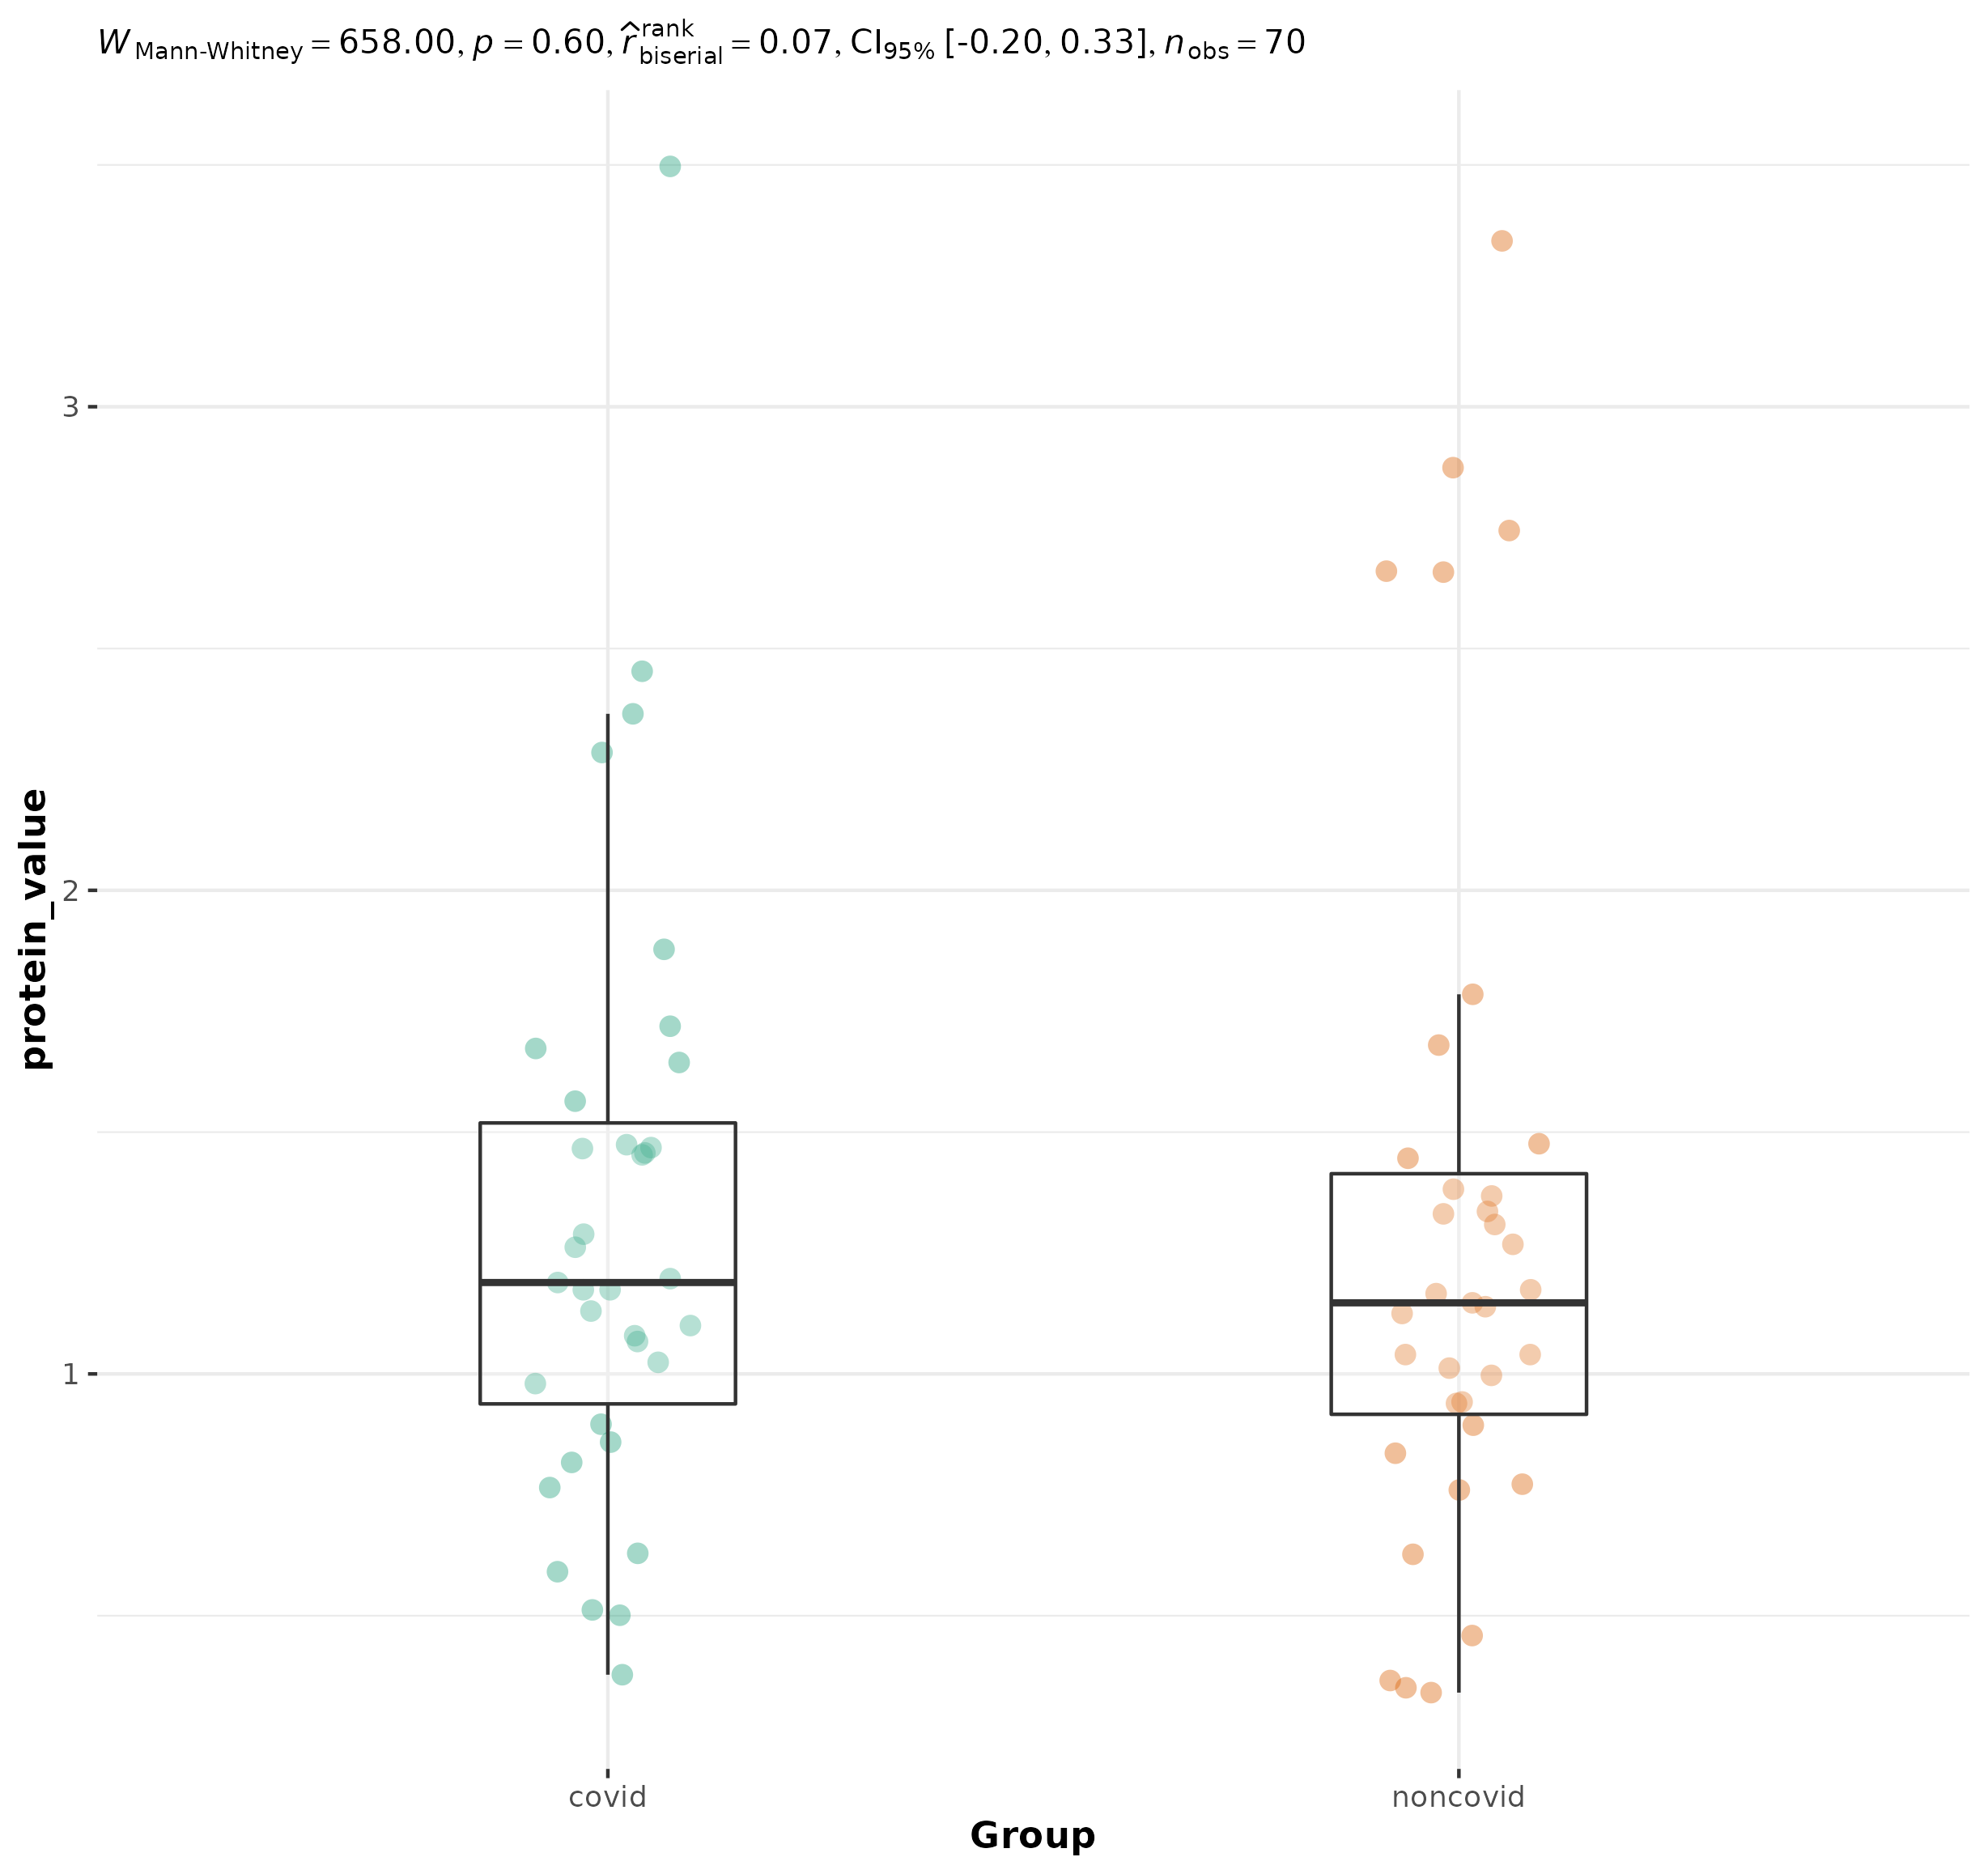 W Mann-Whitney = 658.00, p = 0.60, r̂ rank biserial = 0.07, CI95% [-0.20, 0.33], n obs = 70
protein_value
3
2
1
covid noncovid
Group